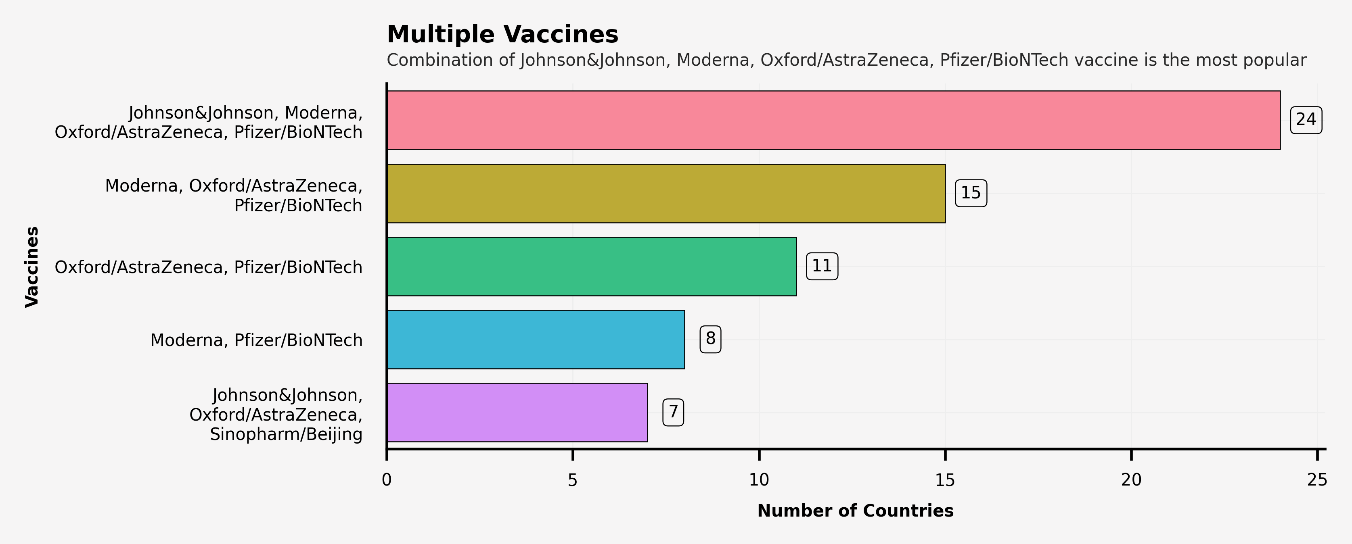 Multiple Vaccines
Combination of Johnson&Johnson, Moderna, Oxford/AstraZeneca, Pfizer/BioNTech vaccine is the most popular
Vaccines
Johnson&Johnson, Moderna,
Oxford/AstraZeneca, Pfizer/BioNTech
24
Moderna, Oxford/AstraZeneca,
Pfizer/BioNTech
15
Oxford/AstraZeneca, Pfizer/BioNTech
11
Moderna, Pfizer/BioNTech
8
Johnson&Johnson,
Oxford/AstraZeneca,
Sinopharm/Beijing
7
0 5 10 15 20 25
Number of Countries